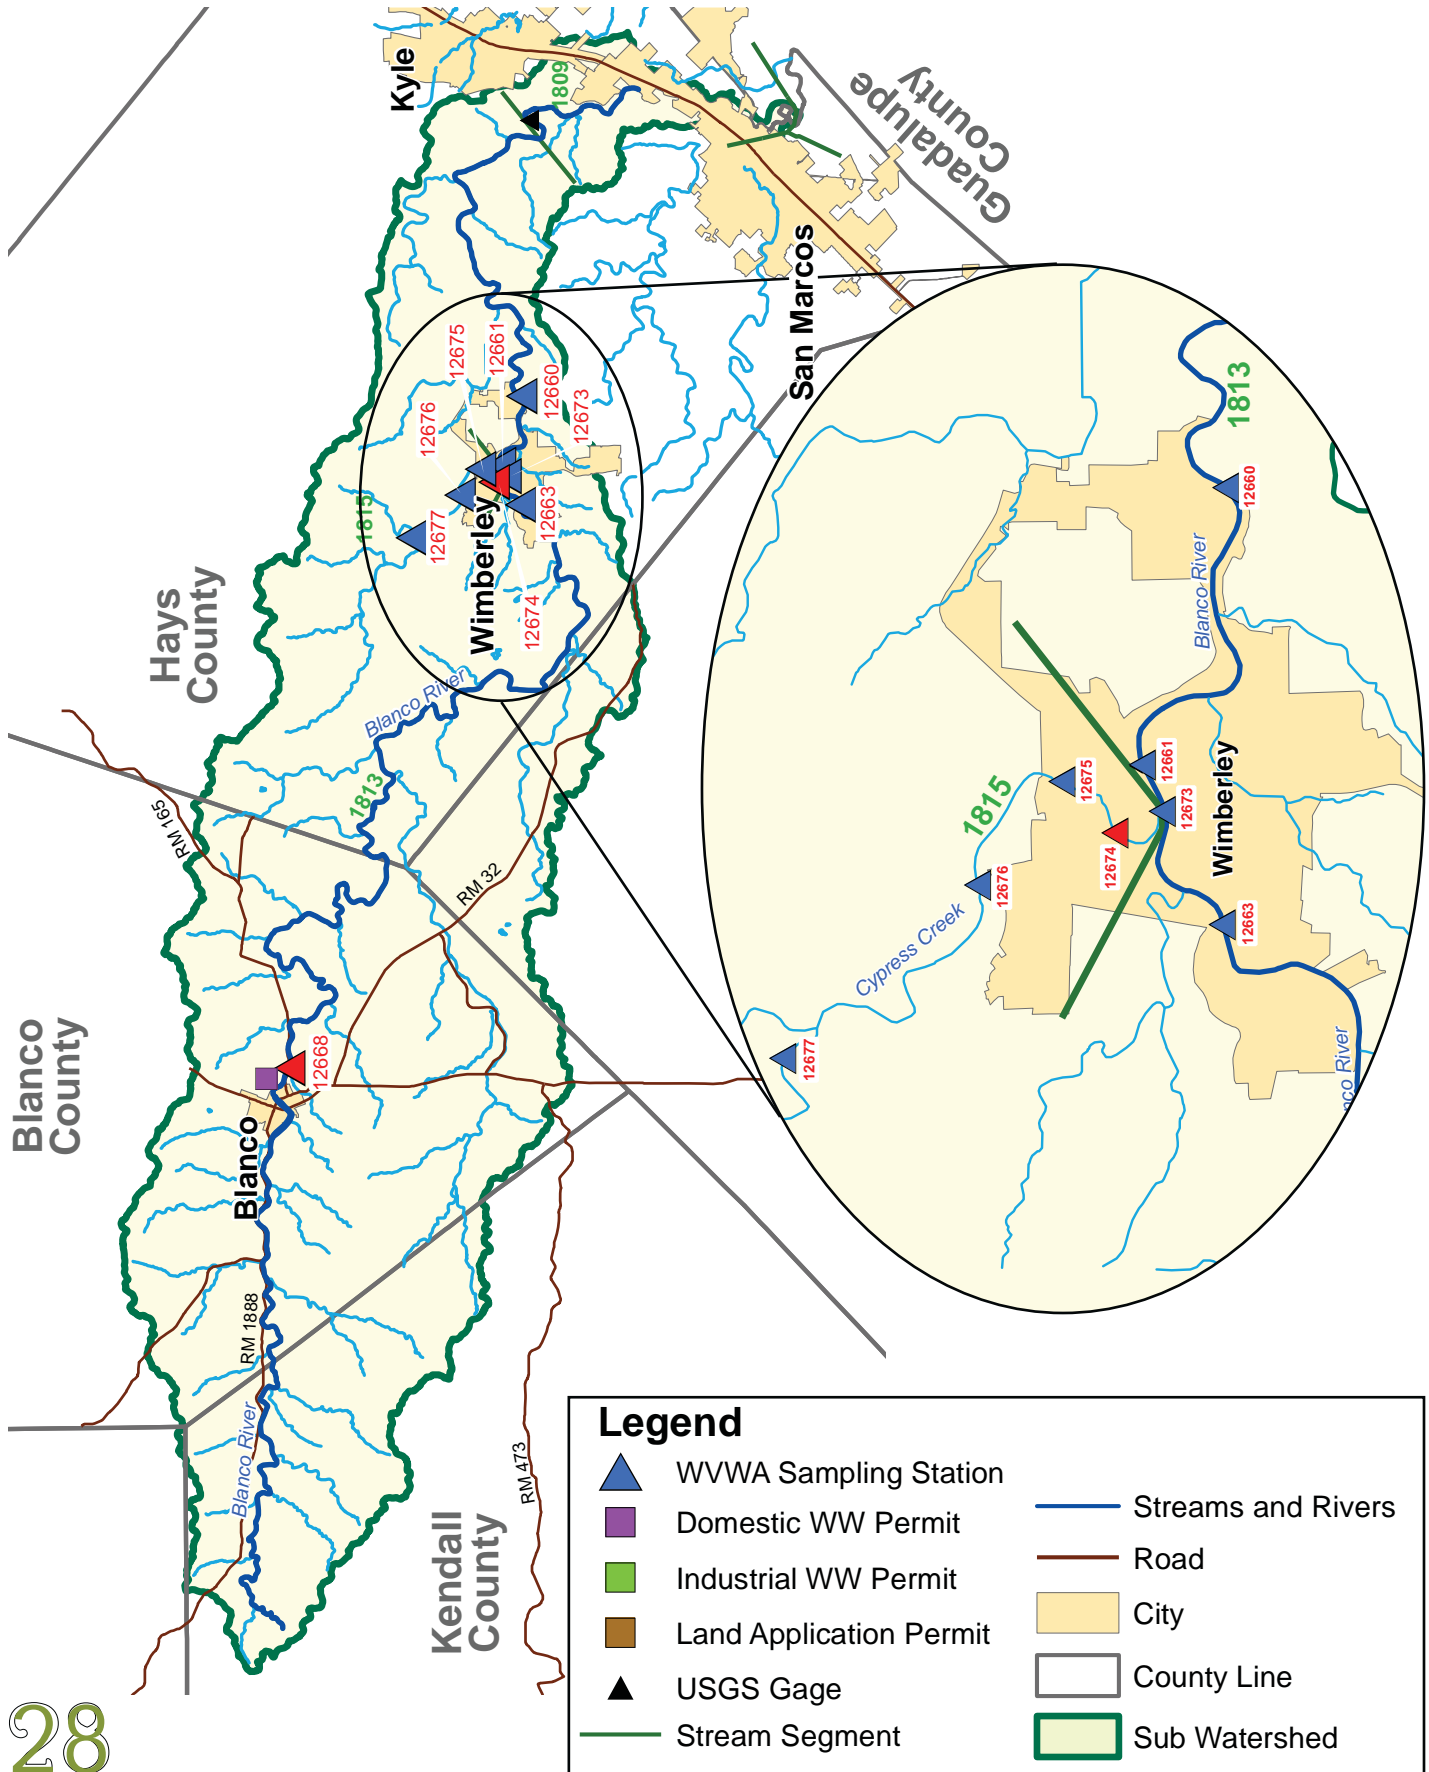 Kyle
1809
Guadalupe
County
San Marcos
12675
12661
12676
12660
12673
1815
12677
12663
Wimberley
12674
Hays
County
Blanco River
1813
RM 165
RM 32
Blanco
County
12668
Blanco
RM 1888
Blanco River
RM 473
Kendall
County
1813
12660
Blanco River
12661
12675
1815
12673
12674
Wimberley
12676
12663
Cypress Creek
12677
nco River
Legend
WVWA Sampling Station
Domestic WW Permit
Industrial WW Permit
Land Application Permit
USGS Gage
Stream Segment
Streams and Rivers
Road
City
County Line
Sub Watershed
28